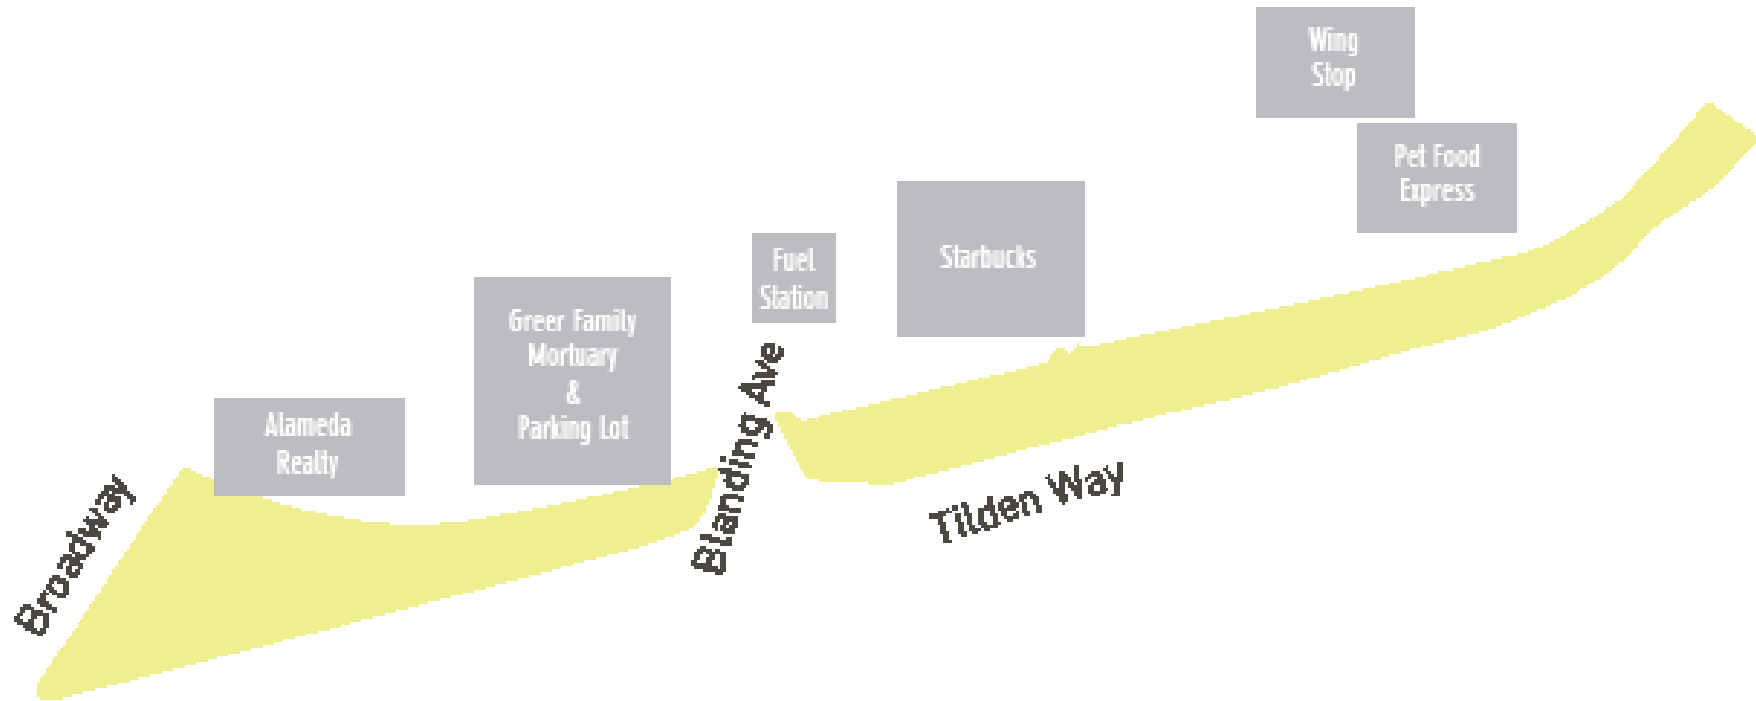 Wing
Stop
Pet Food
Express
Starbucks
Fuel
Station
Greer Family
Mortuary
&
Parking Lot
Alameda
Realty
Broadway
Blanding Ave
Tilden Way